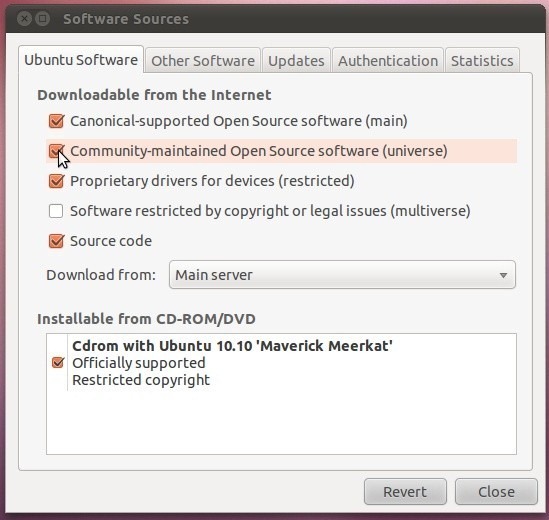 Software Sources
Ubuntu Software Other Software Updates Authentication Statistics
Downloadable from the Internet
Canonical-supported Open Source software (main)
Community-maintained Open Source software (universe)
Proprietary drivers for devices (restricted)
Software restricted by copyright or legal issues (multiverse)
Source code
Download from: Main server
Installable from CD-ROM/DVD
Cdrom with Ubuntu 10.10 'Maverick Meerkat'
Officially supported
Restricted copyright
Revert Close